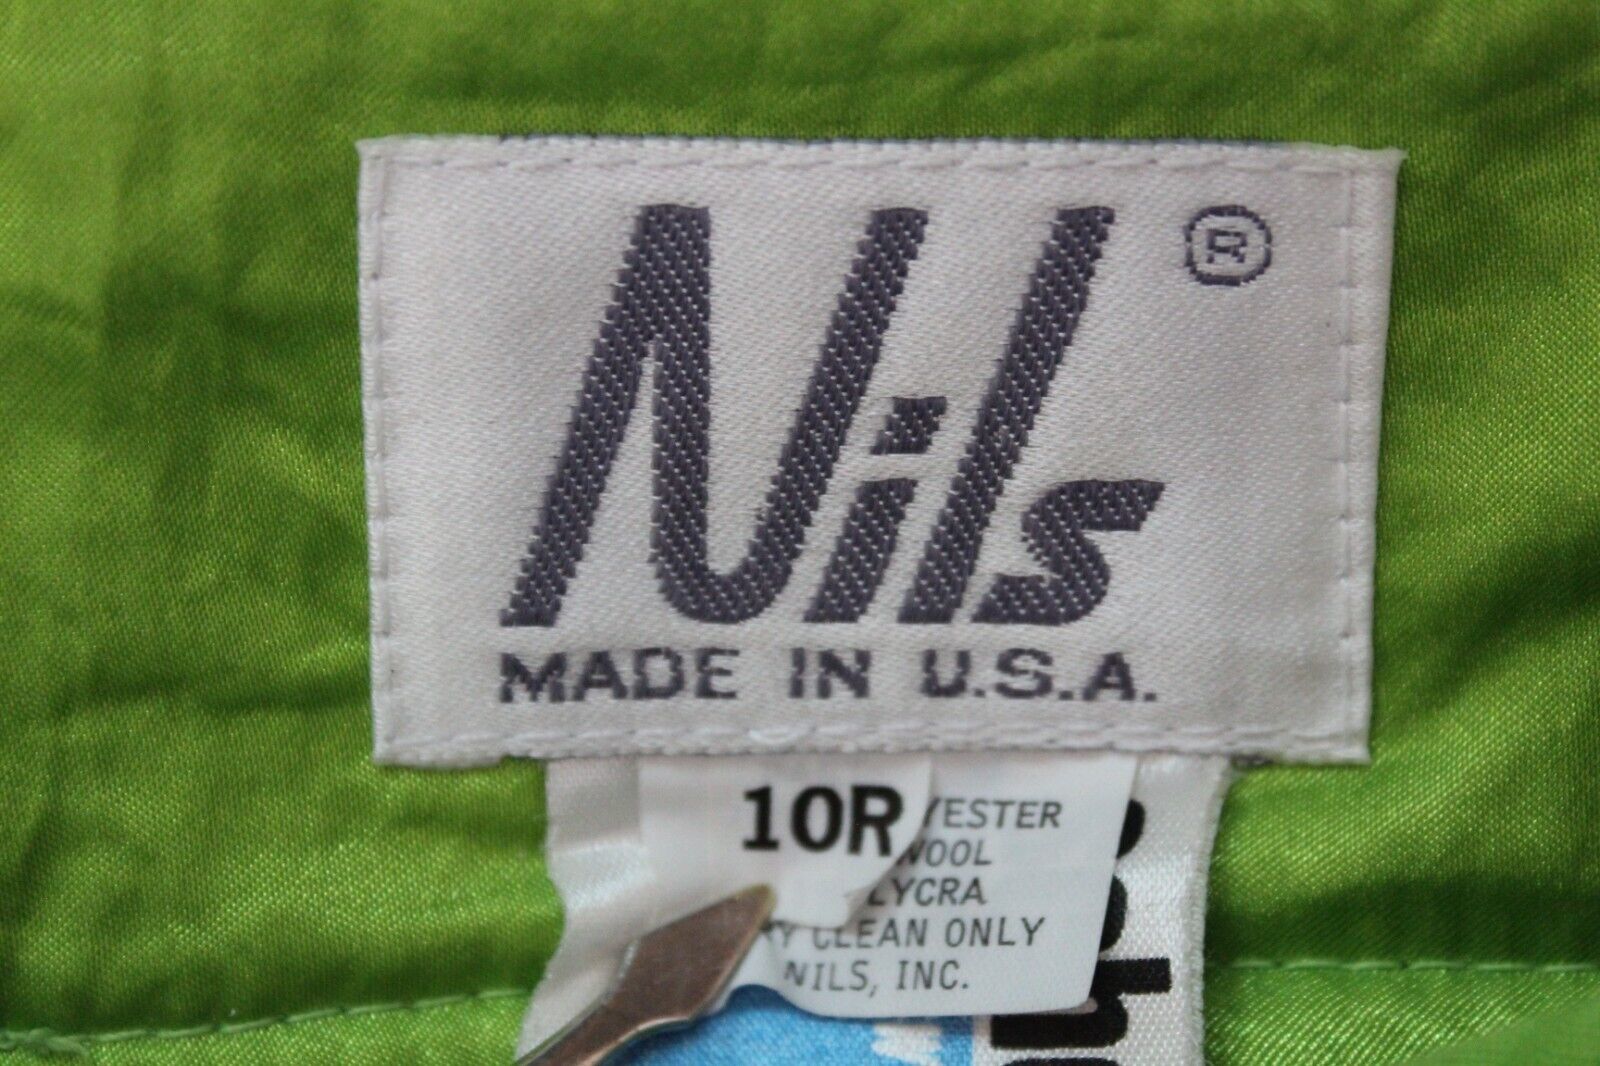 Nils ®
MADE IN U.S.A.
10R
YESTER
WOOL
LYCRA
CLEAN ONLY
NILS, INC.